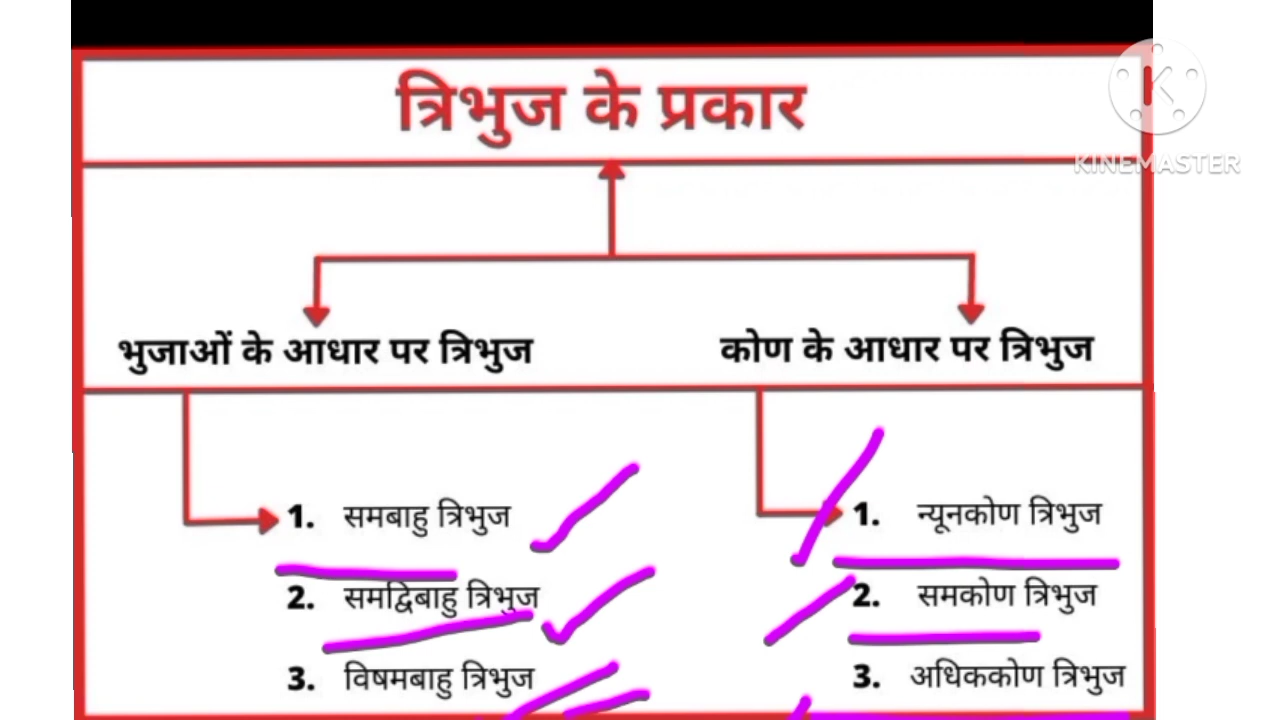 त्रिभुज के प्रकार
KINEMASTER
भुजाओं के आधार पर त्रिभुज
कोण के आधार पर त्रिभुज
1. समबाहु त्रिभुज
2. समद्विबाहु त्रिभुज
3. विषमबाहु त्रिभुज
1. न्यूनकोण त्रिभुज
2. समकोण त्रिभुज
3. अधिककोण त्रिभुज